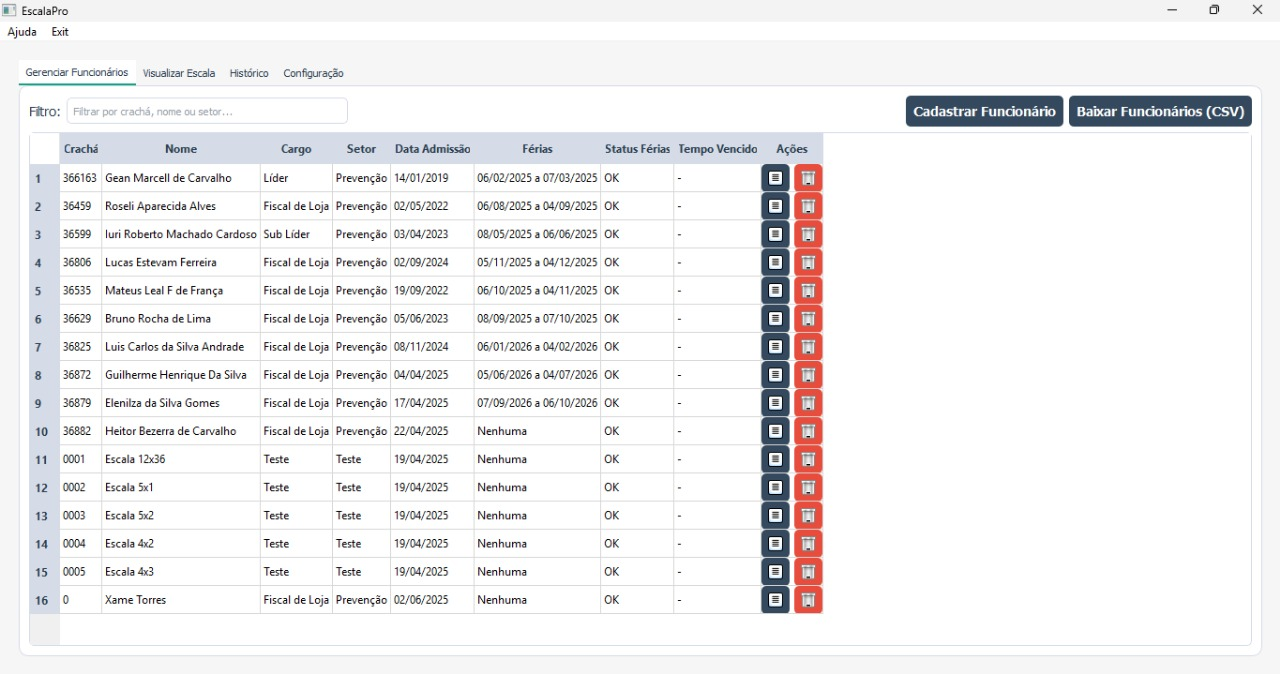 EscalaPro
Ajuda Exit
Gerenciar Funcionários Visualizar Escala Histórico Configuração
Filtro: Filtrar por crachá, nome ou setor... Cadastrar Funcionário Baixar Funcionários (CSV)
Crachá Nome Cargo Setor Data Admissão Férias Status Férias Tempo Vencido Ações
1 366163 Gean Marcell de Carvalho Líder Prevenção 14/01/2019 06/02/2025 a 07/03/2025 OK -
2 36459 Roseli Aparecida Alves Fiscal de Loja Prevenção 02/05/2022 06/08/2025 a 04/09/2025 OK -
3 36599 Iuri Roberto Machado Cardoso Sub Líder Prevenção 03/04/2023 08/05/2025 a 06/06/2025 OK -
4 36806 Lucas Estevam Ferreira Fiscal de Loja Prevenção 02/09/2024 05/11/2025 a 04/12/2025 OK -
5 36535 Mateus Leal F de França Fiscal de Loja Prevenção 19/09/2022 06/10/2025 a 04/11/2025 OK -
6 36629 Bruno Rocha de Lima Fiscal de Loja Prevenção 05/06/2023 08/09/2025 a 07/10/2025 OK -
7 36825 Luis Carlos da Silva Andrade Fiscal de Loja Prevenção 08/11/2024 06/01/2026 a 04/02/2026 OK -
8 36872 Guilherme Henrique Da Silva Fiscal de Loja Prevenção 04/04/2025 05/06/2026 a 04/07/2026 OK -
9 36879 da Silva Gomes Fiscal de Loja Prevenção 17/04/2025 07/09/2026 a 06/10/2026 OK -
10 36882 Heitor Bezerra de Carvalho Fiscal de Loja Prevenção 22/04/2025 Nenhuma OK -
11 0001 Escala 12x36 Teste Teste 19/04/2025 Nenhuma OK -
12 0002 Escala 5x1 Teste Teste 19/04/2025 Nenhuma OK -
13 0003 Escala 5x2 Teste Teste 19/04/2025 Nenhuma OK -
14 0004 Escala 4x2 Teste Teste 19/04/2025 Nenhuma OK -
15 0005 Escala 4x3 Teste Teste 19/04/2025 Nenhuma OK -
16 0 Xame Torres Fiscal de Loja Prevenção 02/06/2025 Nenhuma OK -